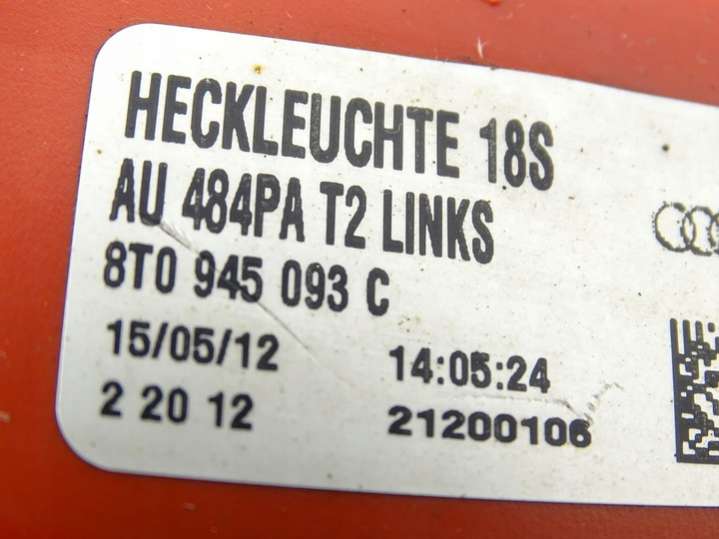 HECKLEUCHTE 18S
AU 484PA T2 LINKS
8T0 945 093 C
15/05/12 14:05:24
2 20 12 21200106